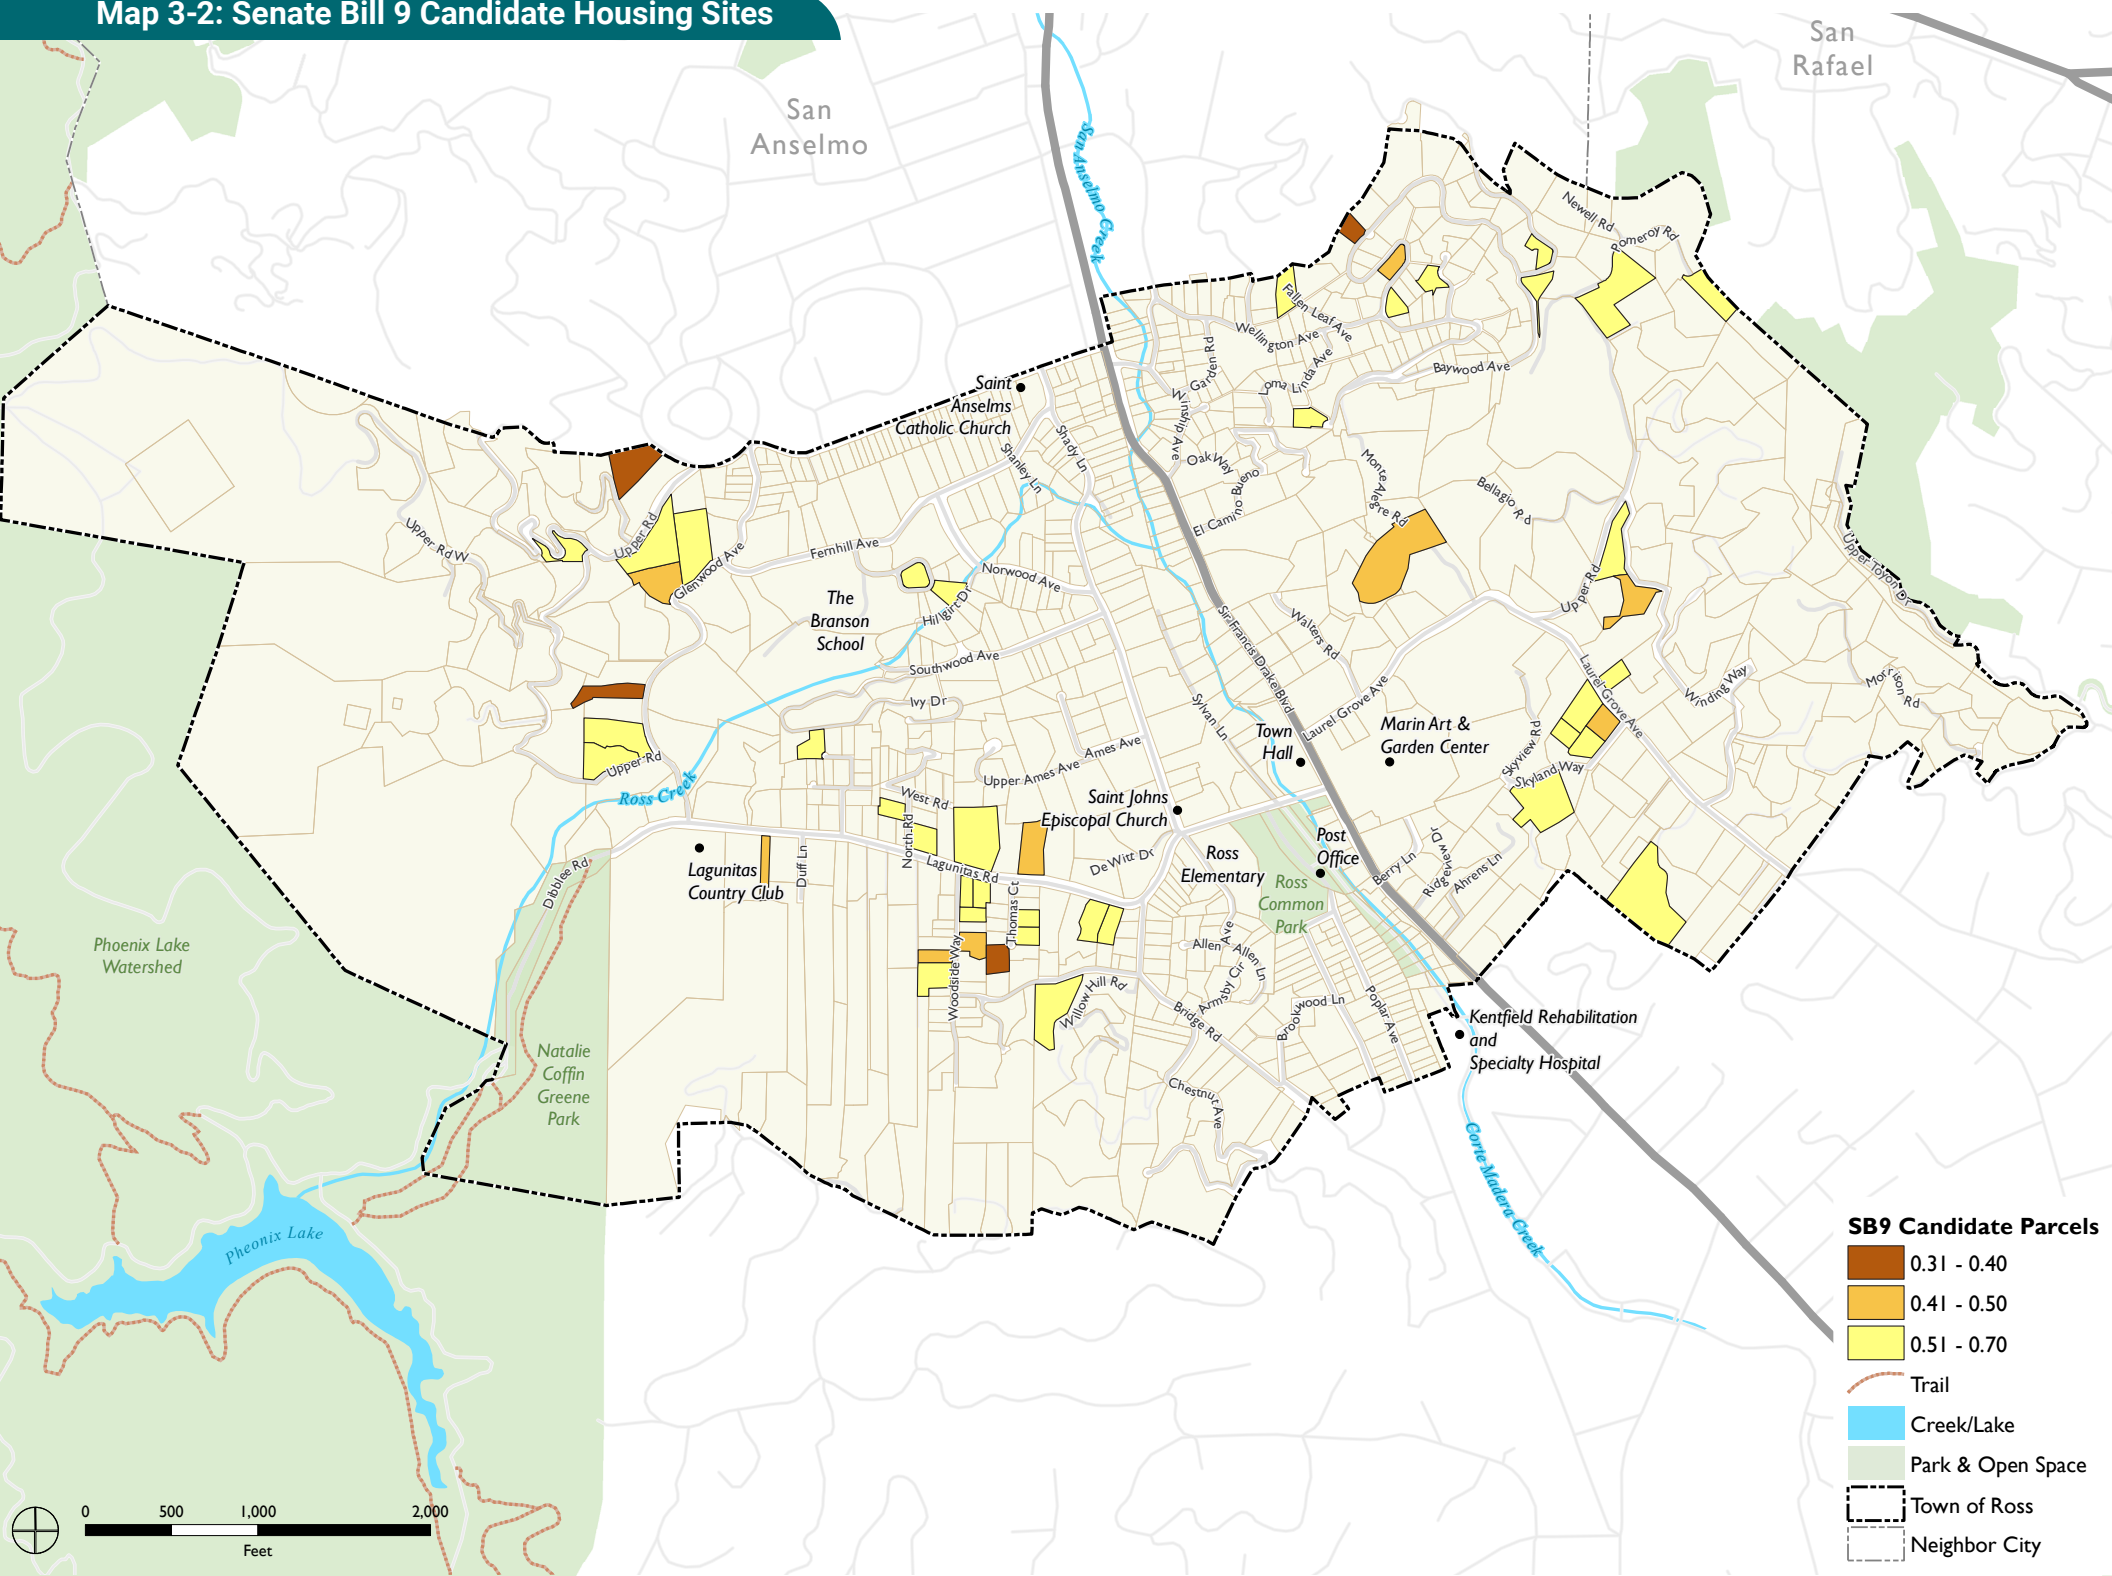 Map 3-2: Senate Bill 9 Candidate Housing Sites
San
Rafael
San
Anselmo
San Anselmo Creek
Newell Rd
Pomeroy Rd
Fallen Leaf Ave
Wellington Ave
Garden Rd
Loma Linda Ave
Baywood Ave
Winship Ave
Saint
Anselms
Catholic Church
Shady Ln
Shanley Ln
Oak Way
El Camino Bueno
Monte Alegre Rd
Bellagio Rd
Upper Toyon Dr
Upper Rd W
Upper Rd
Glenwood Ave
Fernhill Ave
Norwood Ave
The
Branson
School
Hillgirt Dr
Southwood Ave
Ivy Dr
Sir Francis Drake Blvd
Walters Rd
Upper Rd
Laurel Grove Ave
Winding Way
Morrison Rd
Sylvan Ln
Laurel Grove Ave
Town
Hall
Marin Art &
Garden Center
Skyview Rd
Skyland Way
Upper Rd
Ross Creek
Ames Ave
Upper Ames Ave
West Rd
North Rd
Saint Johns
Episcopal Church
Post
Office
De Witt Dr
Ross
Elementary
Berry Ln
Ridgeview Dr
Ahrens Ln
Lagunitas
Country Club
Duff Ln
Lagunitas Rd
Thomas Ct
Dibblee Rd
Ross
Common
Park
Phoenix Lake
Watershed
Woodside Way
Allen Ave
Allen Ln
Armsby Cir
Willow Hill Rd
Bridge Rd
Brookwood Ln
Poplar Ave
Kentfield Rehabilitation
and
Specialty Hospital
Natalie
Coffin
Greene
Park
Chestnut Ave
Corte Madera Creek
Pheonix Lake
SB9 Candidate Parcels
0.31 - 0.40
0.41 - 0.50
0.51 - 0.70
Trail
Creek/Lake
Park & Open Space
Town of Ross
Neighbor City
0 500 1,000 2,000
Feet